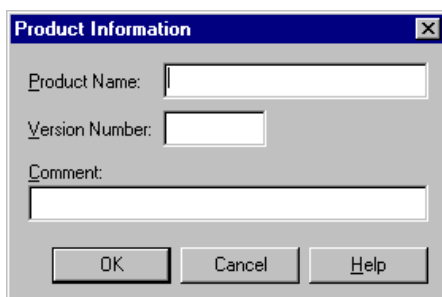 Product Information
Product Name:
Version Number:
Comment:
OK Cancel Help